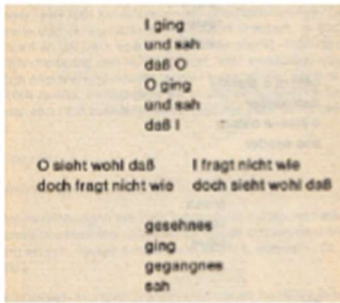 I ging
und sah
daß O
O ging
und sah
daß I
O sieht wohl daß I fragt nicht wie
doch fragt nicht wie doch sieht wohl daß
gesehnes
ging
gegangnes
sah